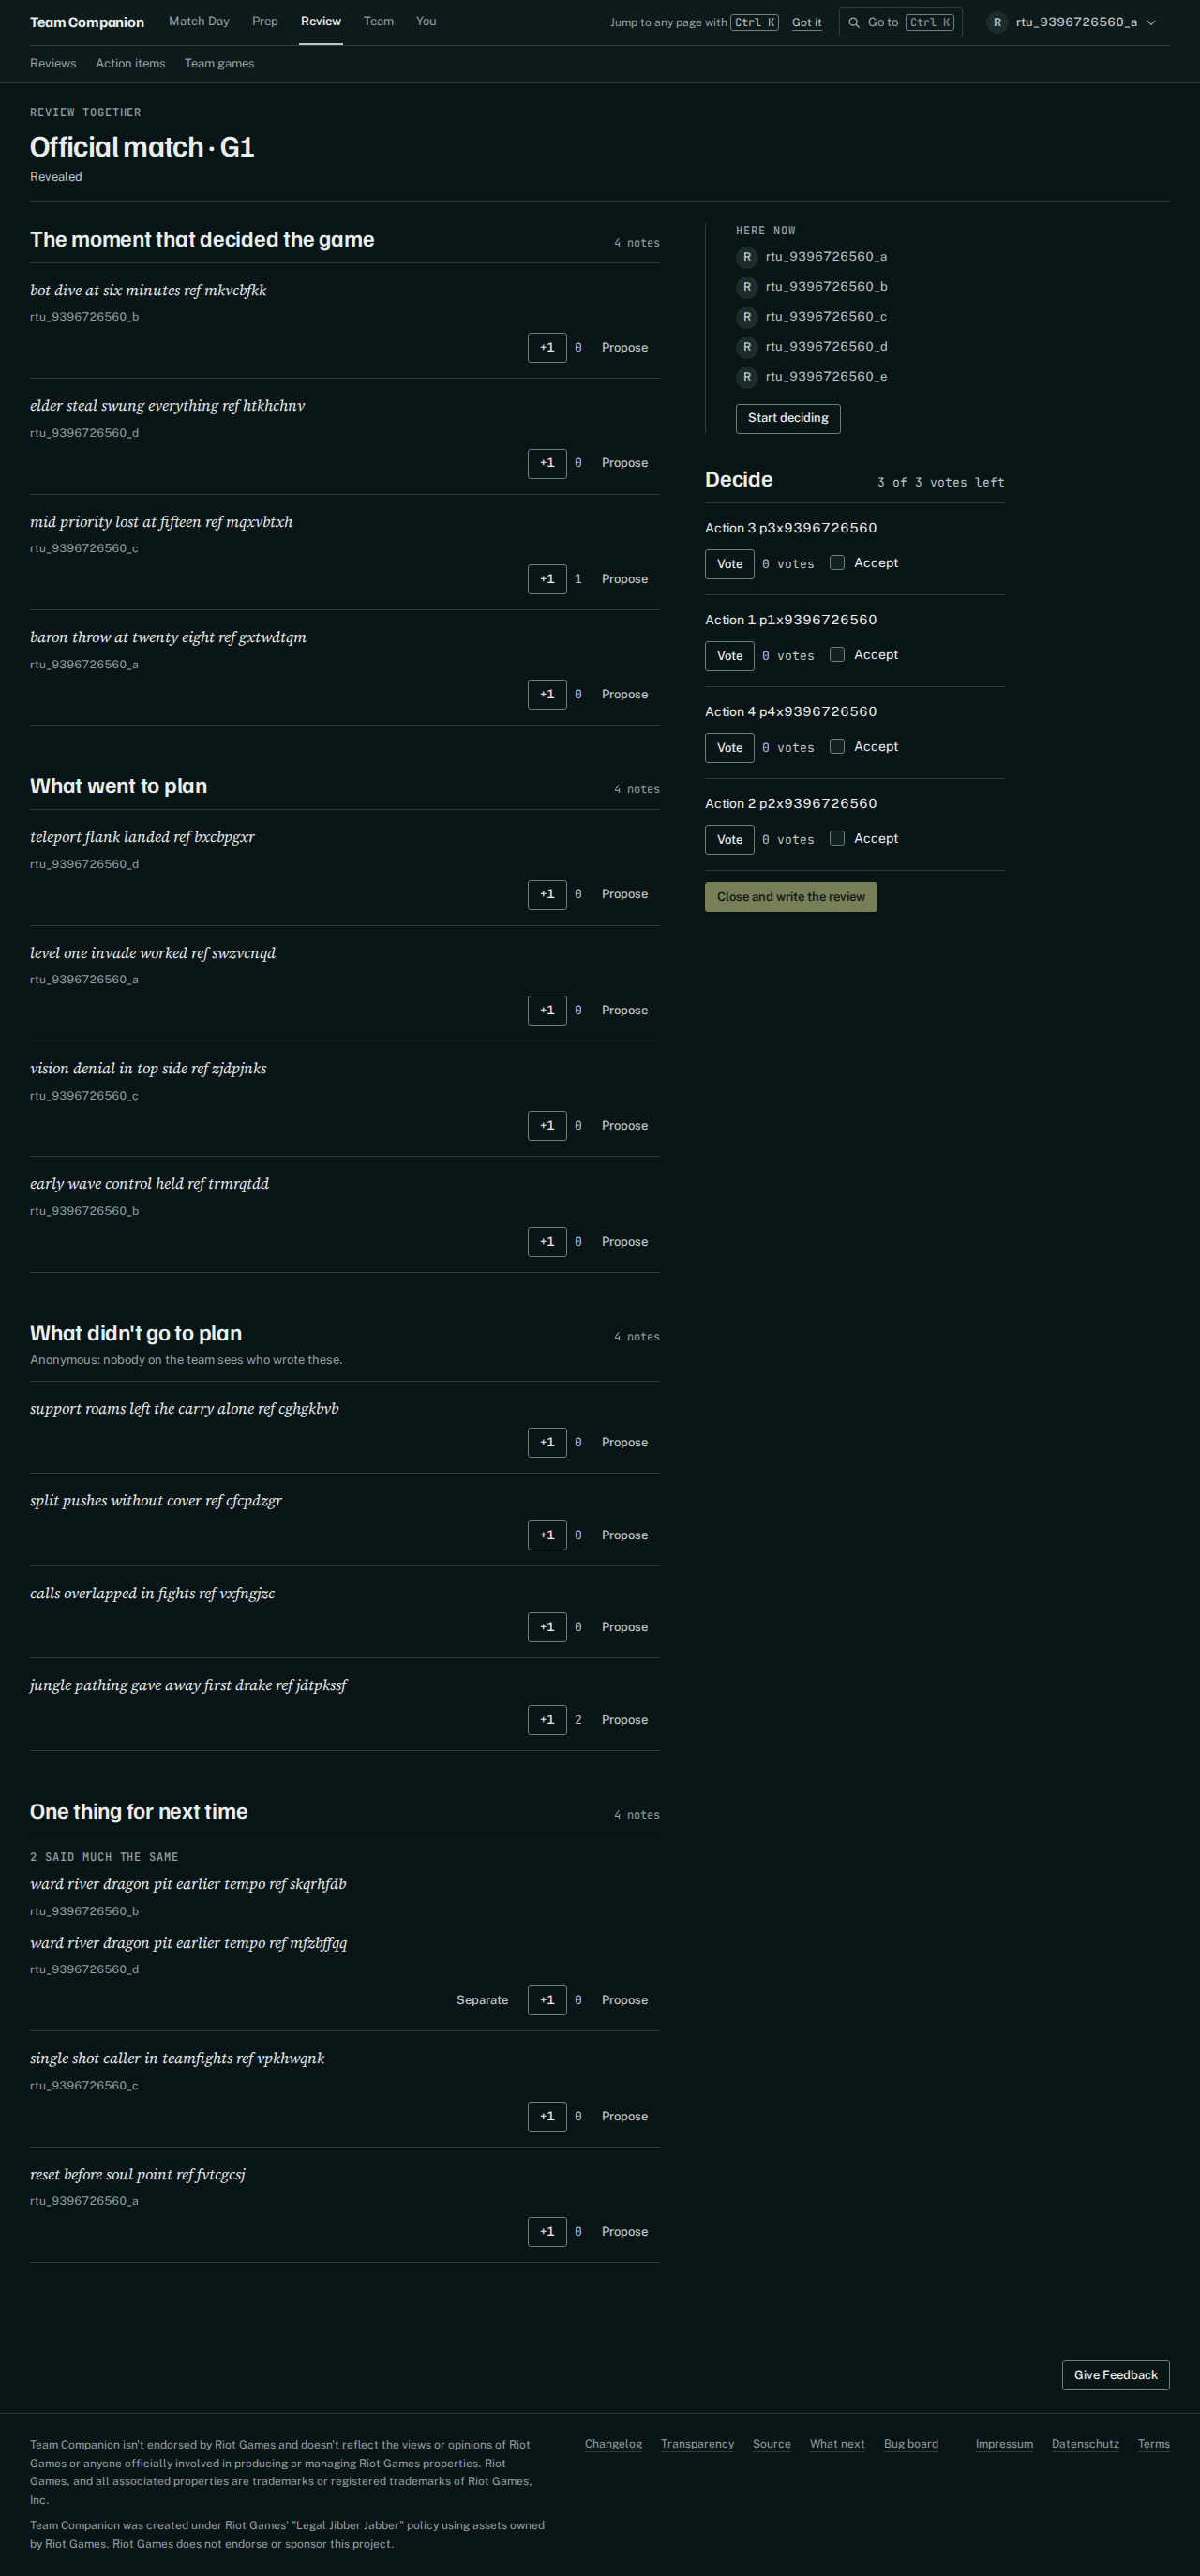 Team Companion
Match Day
Prep
Review
Team
You
Jump to any page with Ctrl K
Got it
Go to Ctrl K
R rtu_9396726560_a
Reviews
Action items
Team games
REVIEW TOGETHER
Official match · G1
Revealed
The moment that decided the game
4 notes
bot dive at six minutes ref mkvcbfkk
rtu_9396726560_b
+1 0 Propose
elder steal swung everything ref htkhchnv
rtu_9396726560_d
+1 0 Propose
mid priority lost at fifteen ref mqxvbtxh
rtu_9396726560_c
+1 1 Propose
baron throw at twenty eight ref gxtwdtqm
rtu_9396726560_a
+1 0 Propose
What went to plan
4 notes
teleport flank landed ref bxcbpgxr
rtu_9396726560_d
+1 0 Propose
level one invade worked ref swzvcnqd
rtu_9396726560_a
+1 0 Propose
vision denial in top side ref zjdpjnks
rtu_9396726560_c
+1 0 Propose
early wave control held ref trmrqtdd
rtu_9396726560_b
+1 0 Propose
What didn't go to plan
4 notes
Anonymous: nobody on the team sees who wrote these.
support roams left the carry alone ref cghgkbvb
+1 0 Propose
split pushes without cover ref cfcpdzgr
+1 0 Propose
calls overlapped in fights ref vxfngjzc
+1 0 Propose
jungle pathing gave away first drake ref jdtpkssf
+1 2 Propose
One thing for next time
4 notes
2 SAID MUCH THE SAME
ward river dragon pit earlier tempo ref skqrhfdb
rtu_9396726560_b
ward river dragon pit earlier tempo ref mfzbffqq
rtu_9396726560_d
Separate +1 0 Propose
single shot caller in teamfights ref vpkhwqnk
rtu_9396726560_c
+1 0 Propose
reset before soul point ref fvtcgcsj
rtu_9396726560_a
+1 0 Propose
HERE NOW
R rtu_9396726560_a
R rtu_9396726560_b
R rtu_9396726560_c
R rtu_9396726560_d
R rtu_9396726560_e
Start deciding
Decide
3 of 3 votes left
Action 3 p3x9396726560
Vote 0 votes Accept
Action 1 p1x9396726560
Vote 0 votes Accept
Action 4 p4x9396726560
Vote 0 votes Accept
Action 2 p2x9396726560
Vote 0 votes Accept
Close and write the review
Give Feedback
Team Companion isn't endorsed by Riot Games and doesn't reflect the views or opinions of Riot
Games or anyone officially involved in producing or managing Riot Games properties. Riot
Games, and all associated properties are trademarks or registered trademarks of Riot Games,
Inc.
Team Companion was created under Riot Games' "Legal Jibber Jabber" policy using assets owned
by Riot Games. Riot Games does not endorse or sponsor this project.
Changelog
Transparency
Source
What next
Bug board
Impressum
Datenschutz
Terms